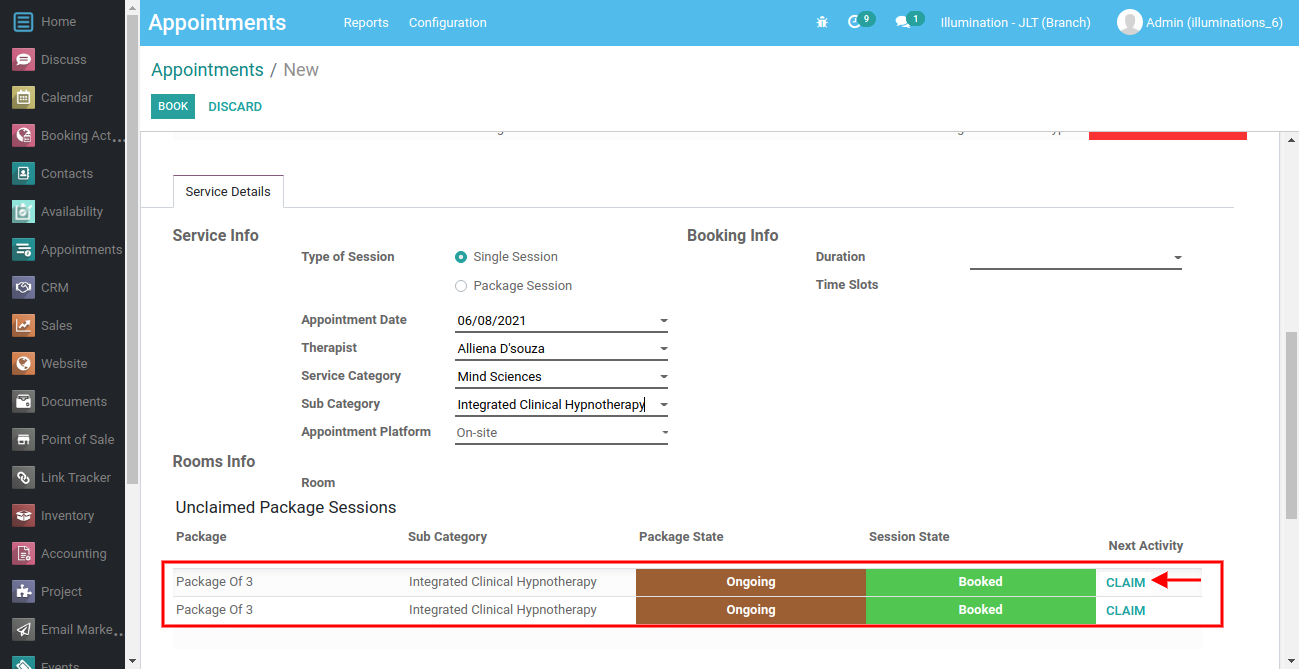 Home
Discuss
Calendar
Booking Act...
Contacts
Availability
Appointments
CRM
Sales
Website
Documents
Point of Sale
Link Tracker
Inventory
Accounting
Project
Email Marke...
Events
Appointments Reports Configuration 9 1 Illumination - JLT (Branch) Admin (illuminations_6)
Appointments / New
BOOK DISCARD
Service Details
Service Info Booking Info
Type of Session Single Session Duration
Package Session Time Slots
Appointment Date 06/08/2021
Therapist Alliena D'souza
Service Category Mind Sciences
Sub Category Integrated Clinical Hypnotherapy
Appointment Platform On-site
Rooms Info
Room
Unclaimed Package Sessions
Package Sub Category Package State Session State Next Activity
Package Of 3 Integrated Clinical Hypnotherapy Ongoing Booked CLAIM
Package Of 3 Integrated Clinical Hypnotherapy Ongoing Booked CLAIM